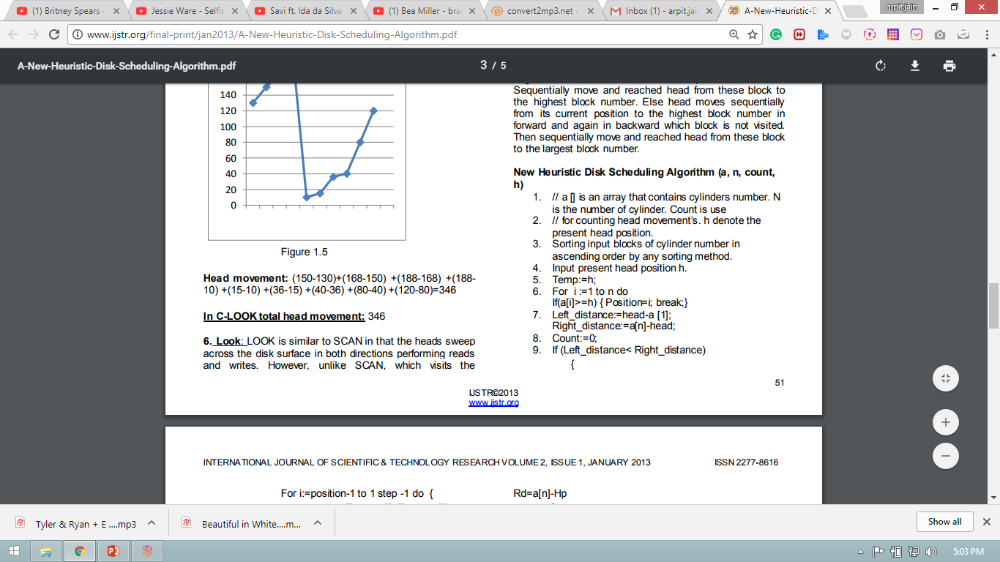 (1) Britney Spears -
Jessie Ware - Selfis
Savi ft. Ida da Silva
(1) Bea Miller - bra
convert2mp3.net -
Inbox (1) - arpit.jain
A-New-Heuristic-D
arpit.jain
www.ijstr.org/final-print/jan2013/A-New-Heuristic-Disk-Scheduling-Algorithm.pdf
A-New-Heuristic-Disk-Scheduling-Algorithm.pdf
3 / 5
140
120
100
80
60
40
20
0
Figure 1.5
Head movement: (150-130)+(168-150) +(188-168) +(188-
10) +(15-10) +(36-15) +(40-36) +(80-40) +(120-80)=346
In C-LOOK total head movement: 346
6. Look: LOOK is similar to SCAN in that the heads sweep
across the disk surface in both directions performing reads
and writes. However, unlike SCAN, which visits the
Sequentially move and reached head from these block to
the highest block number. Else head moves sequentially
from its current position to the highest block number in
forward and again in backward which block is not visited.
Then sequentially move and reached head from these block
to the largest block number.
New Heuristic Disk Scheduling Algorithm (a, n, count,
h)
1. // a [] is an array that contains cylinders number. N
is the number of cylinder. Count is use
2. // for counting head movement's. h denote the
present head position.
3. Sorting input blocks of cylinder number in
ascending order by any sorting method.
4. Input present head position h.
5. Temp:=h;
6. For i :=1 to n do
If(a[i]>=h) { Position=i; break;}
7. Left_distance:=head-a [1];
Right_distance:=a[n]-head;
8. Count:=0;
9. If (Left_distance< Right_distance)
{
51
IJSTR©2013
www.ijstr.org
INTERNATIONAL JOURNAL OF SCIENTIFIC & TECHNOLOGY RESEARCH VOLUME 2, ISSUE 1, JANUARY 2013 ISSN 2277-8616
For i:=position-1 to 1 step -1 do {
Rd=a[n]-Hp
Tyler & Ryan + E ....mp3
Beautiful in White....m...
Show all
5:03 PM